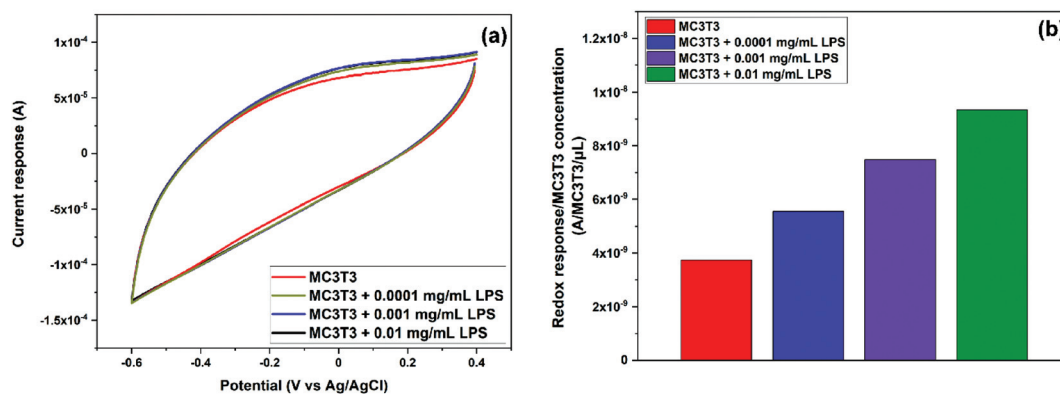 (a)
1x10⁻⁴
5x10⁻⁵
0
-5x10⁻⁵
-1x10⁻⁴
-1.5x10⁻⁴
Current response (A)
-0.6
-0.4
-0.2
0
0.2
0.4
Potential (V vs Ag/AgCl)
MC3T3
MC3T3 + 0.0001 mg/mL LPS
MC3T3 + 0.001 mg/mL LPS
MC3T3 + 0.01 mg/mL LPS
(b)
MC3T3
MC3T3 + 0.0001 mg/mL LPS
MC3T3 + 0.001 mg/mL LPS
MC3T3 + 0.01 mg/mL LPS
1.2x10⁻⁸
1x10⁻⁸
8x10⁻⁹
6x10⁻⁹
4x10⁻⁹
2x10⁻⁹
0
Redox response/MC3T3 concentration
(A/MC3T3/µL)